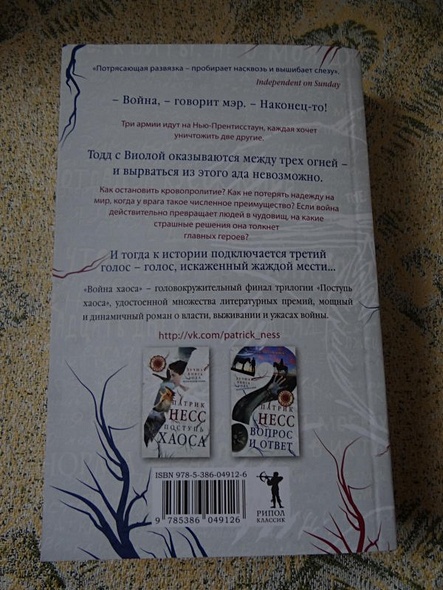 «Потрясающая развязка – пробирает насквозь и вышибает слезу».
Independent on Sunday
– Война, – говорит мэр. – Наконец-то!
Три армии идут на Нью-Прентисстаун, каждая хочет
уничтожить две другие.
Тодд с Виолой оказываются между трех огней –
и вырваться из этого ада невозможно.
Как остановить кровопролитие? Как не потерять надежду на
мир, когда у врага такое численное преимущество? Если война
действительно превращает людей в чудовищ, на какие
страшные решения она толкнет
главных героев?
И тогда к истории подключается третий
голос – голос, искаженный жаждой мести...
«Война хаоса» – головокружительный финал трилогии «Поступь
хаоса», удостоенной множества литературных премий, мощный
и динамичный роман о власти, выживании и ужасах войны.
http://vk.com/patrick_ness
ПАТРИК
НЕСС
ПОСТУПЬ
ХАОСА
ПАТРИК
НЕСС
ВОПРОС
И ОТВЕТ
ISBN 978-5-386-04912-6
9 785386 049126
РИПОЛ
КЛАССИК